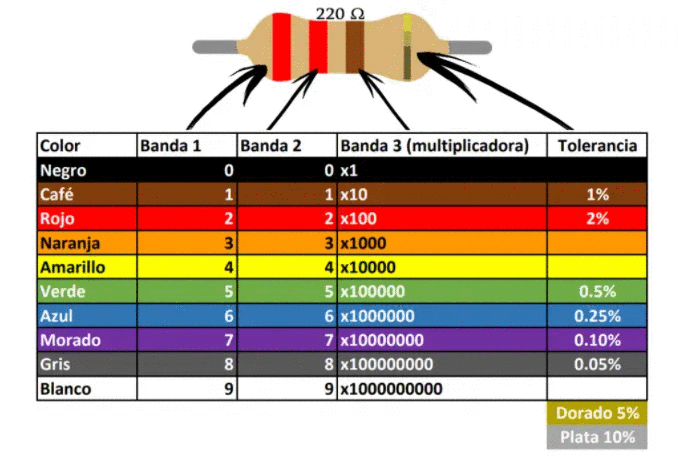 220 Ω
Color Banda 1 Banda 2 Banda 3 (multiplicadora) Tolerancia
Negro 0 0 x1
Café 1 1 x10 1%
Rojo 2 2 x100 2%
Naranja 3 3 x1000
Amarillo 4 4 x10000
Verde 5 5 x100000 0.5%
Azul 6 6 x1000000 0.25%
Morado 7 7 x10000000 0.10%
Gris 8 8 x100000000 0.05%
Blanco 9 9 x1000000000
Dorado 5%
Plata 10%